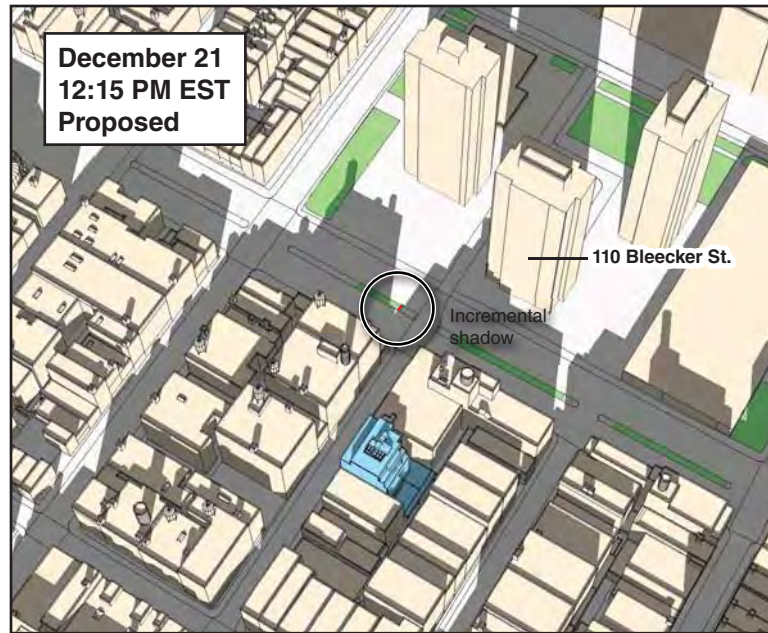 December 21
12:15 PM EST
Proposed
110 Bleecker St.
Incremental
shadow